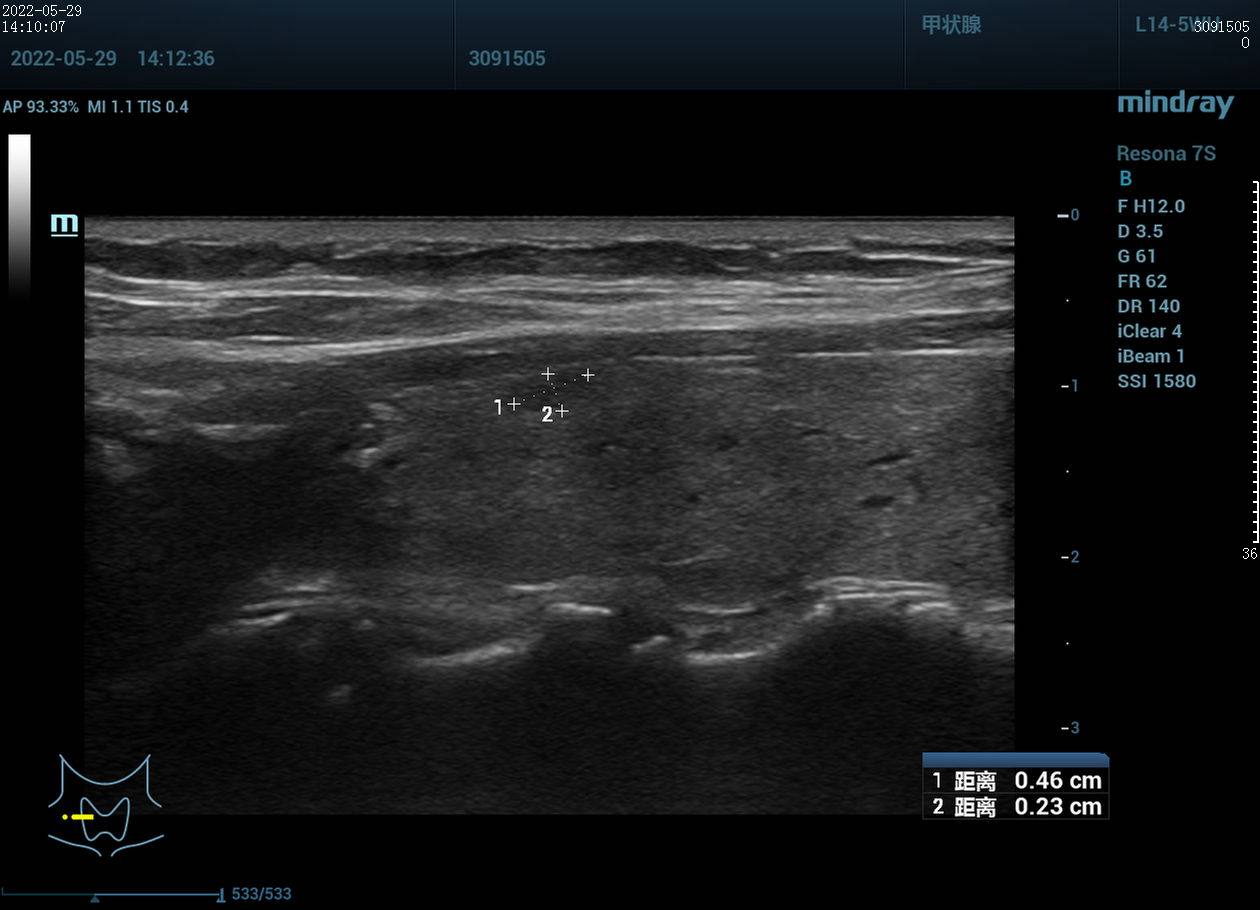 2022-05-29
14:10:07
2022-05-29 14:12:36
3091505
甲状腺
3091505
0
AP 93.33% MI 1.1 TIS 0.4
mindray
Resona 7S
B
F H12.0
D 3.5
G 61
FR 62
DR 140
iClear 4
iBeam 1
SSI 1580
m
0
1
2
3
1
2
36
1 距离 0.46 cm
2 距离 0.23 cm
533/533